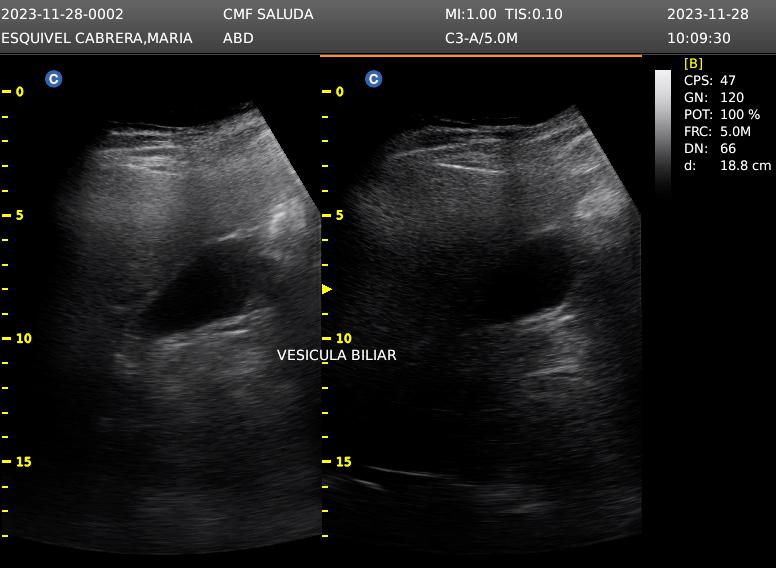 2023-11-28-0002 CMF SALUDA MI:1.00 TIS:0.10 2023-11-28
ESQUIVEL CABRERA,MARIA ABD C3-A/5.0M 10:09:30
[B]
CPS: 47
GN: 120
POT: 100 %
FRC: 5.0M
DN: 66
d: 18.8 cm
C C
0 0
5 5
10 10
VESICULA BILIAR
15 15